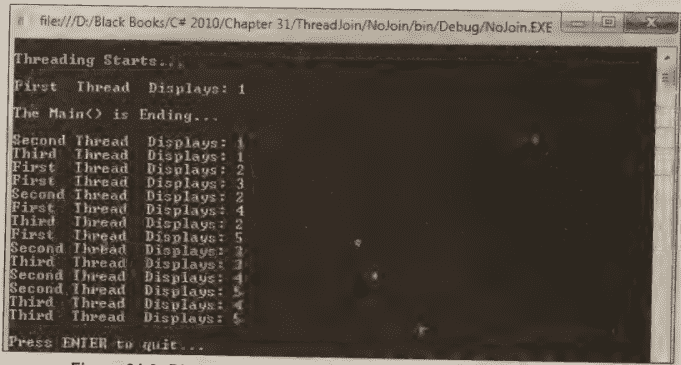 file:///D:/Black Books/C# 2010/Chapter 31/ThreadJoin/NoJoin/bin/Debug/NoJoin.EXE
Threading Starts...
First Thread Displays: 1
The Main() is Ending...
Second Thread Displays: 1
Third Thread Displays: 1
First Thread Displays: 2
First Thread Displays: 3
Second Thread Displays: 2
First Thread Displays: 4
Third Thread Displays: 2
First Thread Displays: 5
Second Thread Displays: 3
Third Thread Displays: 3
Second Thread Displays: 4
Second Thread Displays: 5
Third Thread Displays: 4
Third Thread Displays: 5
Press ENTER to quit...